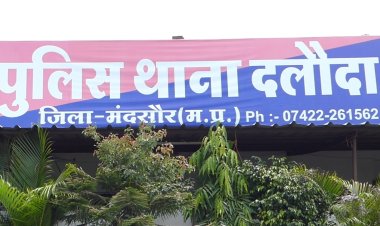 पुलिस थाना दलौदा
जिला-मंदसौर(म.प्र.) Ph :- 07422-261562